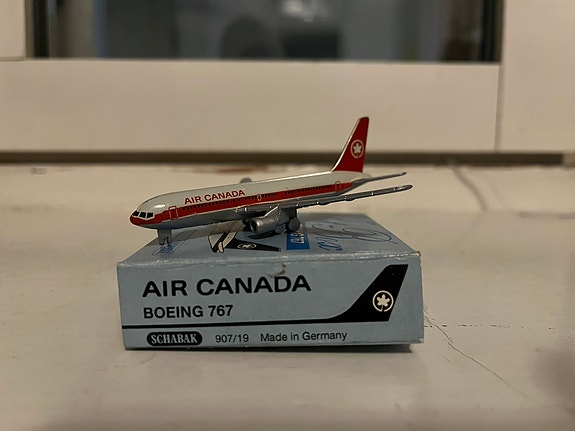 AIR CANADA
AIR CANADA
BOEING 767
SCHABAK 907/19 Made in Germany